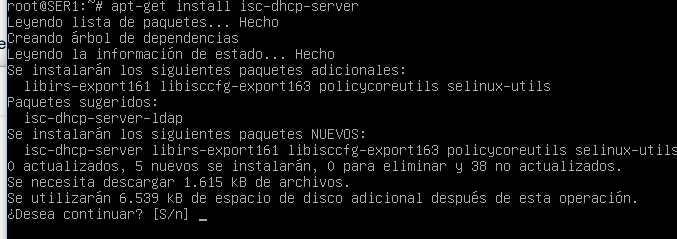 root@SER1:~# apt-get install isc-dhcp-server
Leyendo lista de paquetes... Hecho
Creando árbol de dependencias
Leyendo la información de estado... Hecho
Se instalarán los siguientes paquetes adicionales:
  libirs-export161 libisccfg-export163 policycoreutils selinux-utils
Paquetes sugeridos:
  isc-dhcp-server-ldap
Se instalarán los siguientes paquetes NUEVOS:
  isc-dhcp-server libirs-export161 libisccfg-export163 policycoreutils selinux-utils
0 actualizados, 5 nuevos se instalarán, 0 para eliminar y 38 no actualizados.
Se necesita descargar 1.615 kB de archivos.
Se utilizarán 6.539 kB de espacio de disco adicional después de esta operación.
¿Desea continuar? [S/n] _